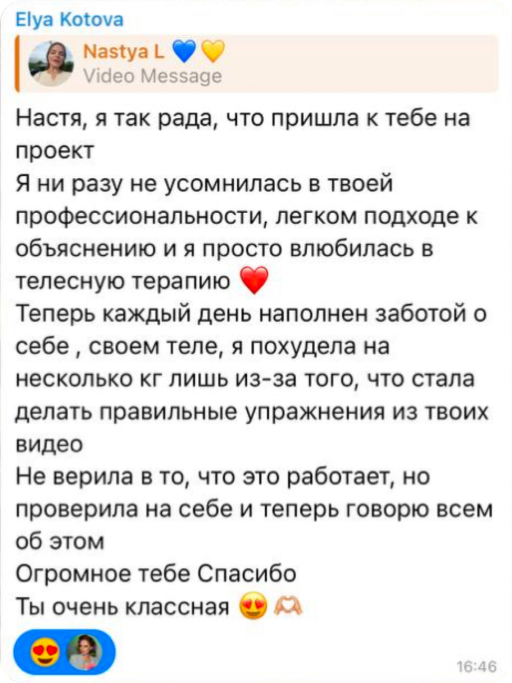 Elya Kotova
Nastya L 💙💛
Video Message
Настя, я так рада, что пришла к тебе на
проект
Я ни разу не усомнилась в твоей
профессиональности, легком подходе к
объяснению и я просто влюбилась в
телесную терапию ❤️
Теперь каждый день наполнен заботой о
себе , своем теле, я похудела на
несколько кг лишь из-за того, что стала
делать правильные упражнения из твоих
видео
Не верила в то, что это работает, но
проверила на себе и теперь говорю всем
об этом
Огромное тебе Спасибо
Ты очень классная 😍🫶🏼
😍
16:46